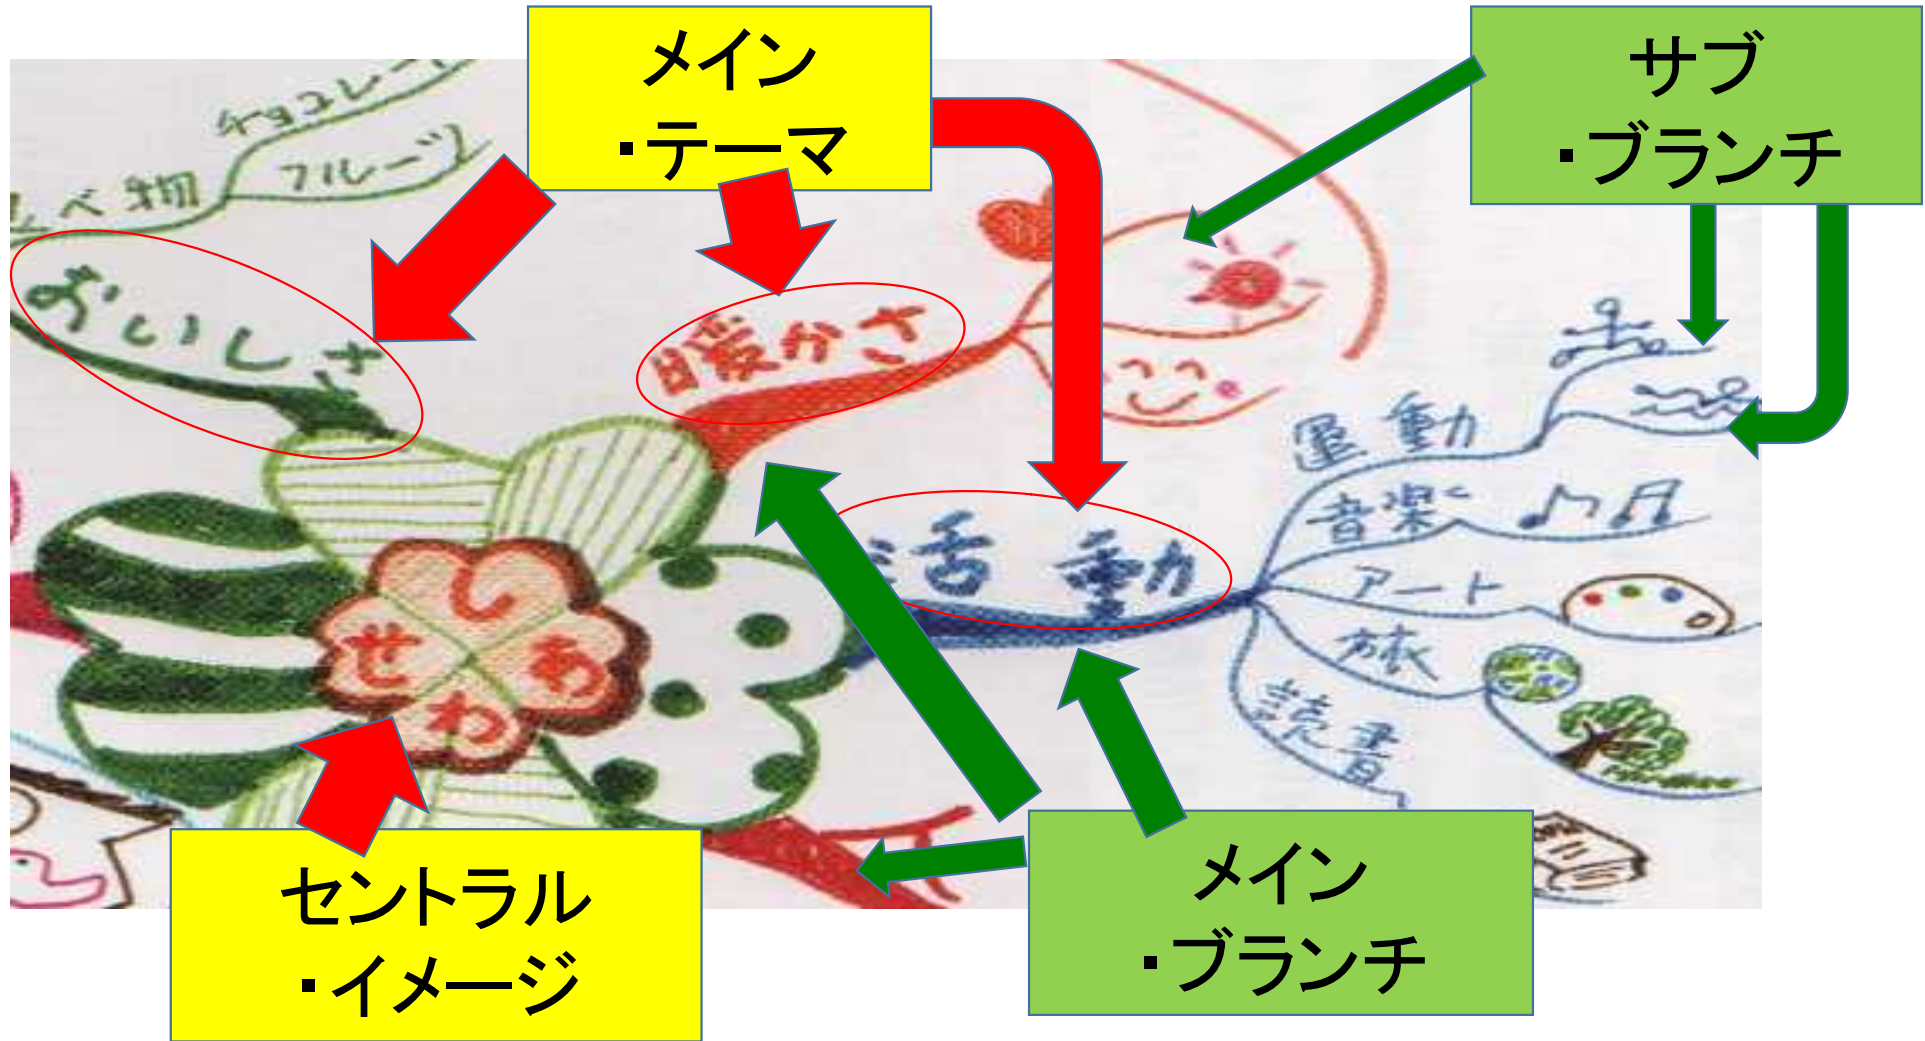 メイン
・テーマ
サブ
・ブランチ
チョコレー
フルーツ
べ物
おいしさ
暖かさ
運動
音楽
活動
アート
旅
読書
しあわせ
セントラル
・イメージ
メイン
・ブランチ